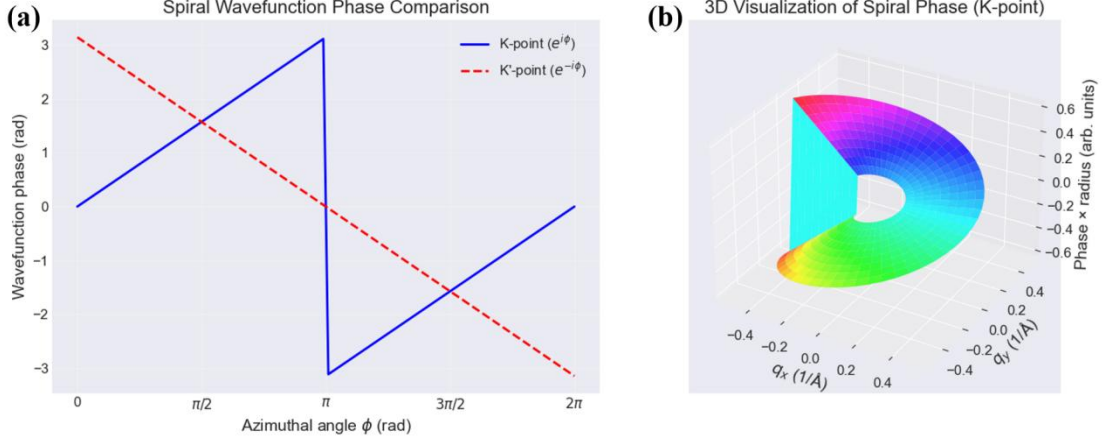 (a)
Spiral Wavefunction Phase Comparison
K-point (e^{iϕ})
K'-point (e^{-iϕ})
Wavefunction phase (rad)
3
2
1
0
−1
−2
−3
0
π/2
π
3π/2
2π
Azimuthal angle ϕ (rad)
(b)
3D Visualization of Spiral Phase (K-point)
Phase × radius (arb. units)
0.6
0.4
0.2
0.0
−0.2
−0.4
−0.6
q_y (1/Å)
0.4
0.2
0.0
−0.2
−0.4
q_x (1/Å)
−0.4
−0.2
0.0
0.2
0.4